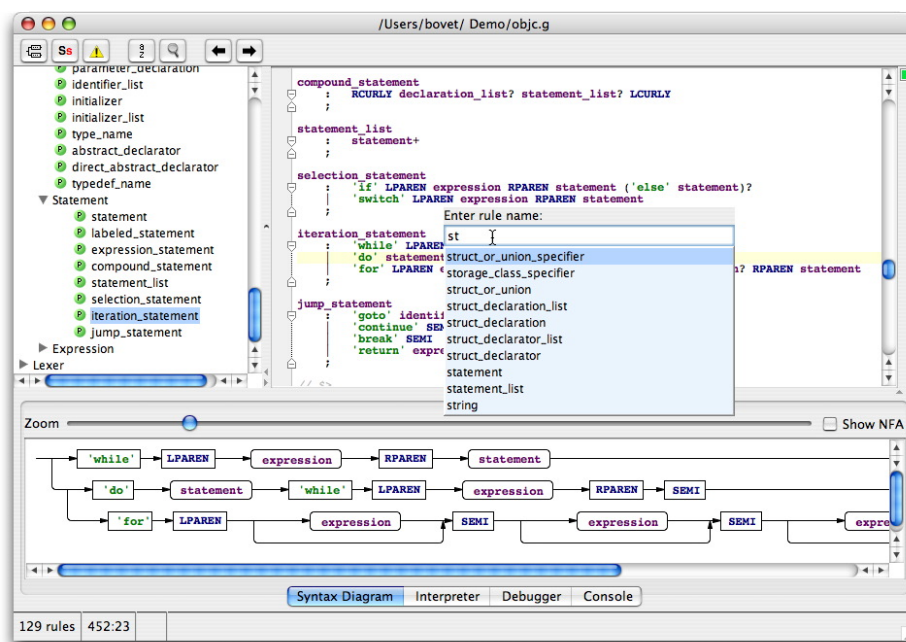 /Users/bovet/ Demo/objc.g
Ss
a
z
parameter_declaration
identifier_list
initializer
initializer_list
type_name
abstract_declarator
direct_abstract_declarator
typedef_name
Statement
statement
labeled_statement
expression_statement
compound_statement
statement_list
selection_statement
iteration_statement
jump_statement
Expression
Lexer
compound_statement
: RCURLY declaration_list? statement_list? LCURLY
;
statement_list
: statement+
;
selection_statement
: 'if' LPAREN expression RPAREN statement ('else' statement)?
| 'switch' LPAREN expression RPAREN statement
;
iteration_statement
: 'while' LPAREN
'do' statement
'for' LPAREN ? RPAREN statement
;
jump_statement
: 'goto'
'continue'
'break' SEMI
'return'
;
Enter rule name:
st
struct_or_union_specifier
storage_class_specifier
struct_or_union
struct_declaration_list
struct_declaration
struct_declarator_list
struct_declarator
statement
statement_list
string
Zoom Show NFA
'while' LPAREN expression RPAREN statement
'do' statement 'while' LPAREN expression RPAREN SEMI
'for' LPAREN expression SEMI expression SEMI expre
Syntax Diagram Interpreter Debugger Console
129 rules 452:23